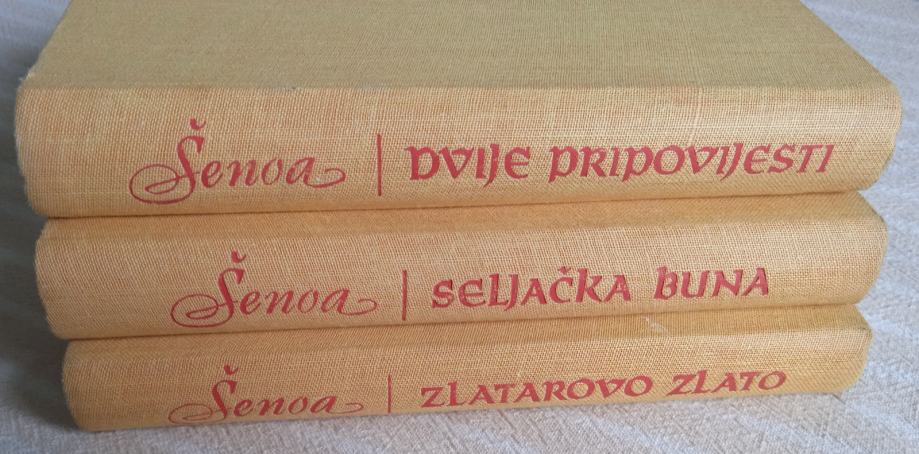 Šenoa | DVIJE PRIPOVIJESTI
Šenoa | SELJAČKA BUNA
Šenoa | ZLATAROVO ZLATO